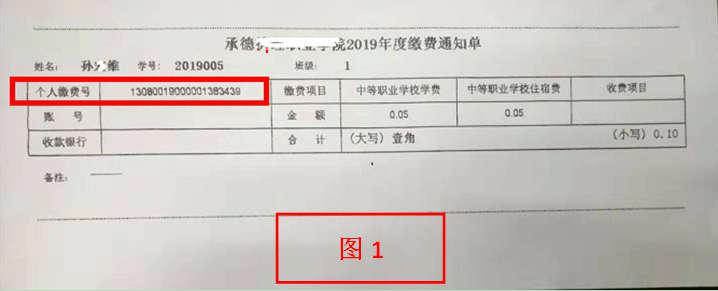 承德护理职业学院2019年度缴费通知单
姓名: 孙 维 学号: 2019005 班级: 1
个人缴费号 13080019000001383439 缴费项目 中等职业学校学费 中等职业学校住宿费 收费项目
账 号 金 额 0.05 0.05
收款银行 合 计 (大写)壹角 (小写)0.10
备注:
图 1